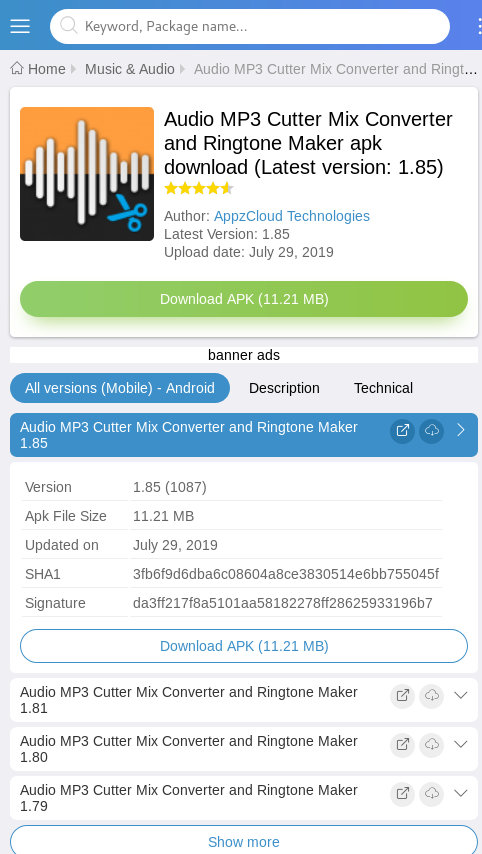 Keyword, Package name...
Home Music & Audio Audio MP3 Cutter Mix Converter and Ringt...
Audio MP3 Cutter Mix Converter
and Ringtone Maker apk
download (Latest version: 1.85)
Author: AppzCloud Technologies
Latest Version: 1.85
Upload date: July 29, 2019
Download APK (11.21 MB)
banner ads
All versions (Mobile) - Android Description Technical
Audio MP3 Cutter Mix Converter and Ringtone Maker
1.85
Version 1.85 (1087)
Apk File Size 11.21 MB
Updated on July 29, 2019
SHA1 3fb6f9d6dba6c08604a8ce3830514e6bb755045f
Signature da3ff217f8a5101aa58182278ff28625933196b7
Download APK (11.21 MB)
Audio MP3 Cutter Mix Converter and Ringtone Maker
1.81
Audio MP3 Cutter Mix Converter and Ringtone Maker
1.80
Audio MP3 Cutter Mix Converter and Ringtone Maker
1.79
Show more